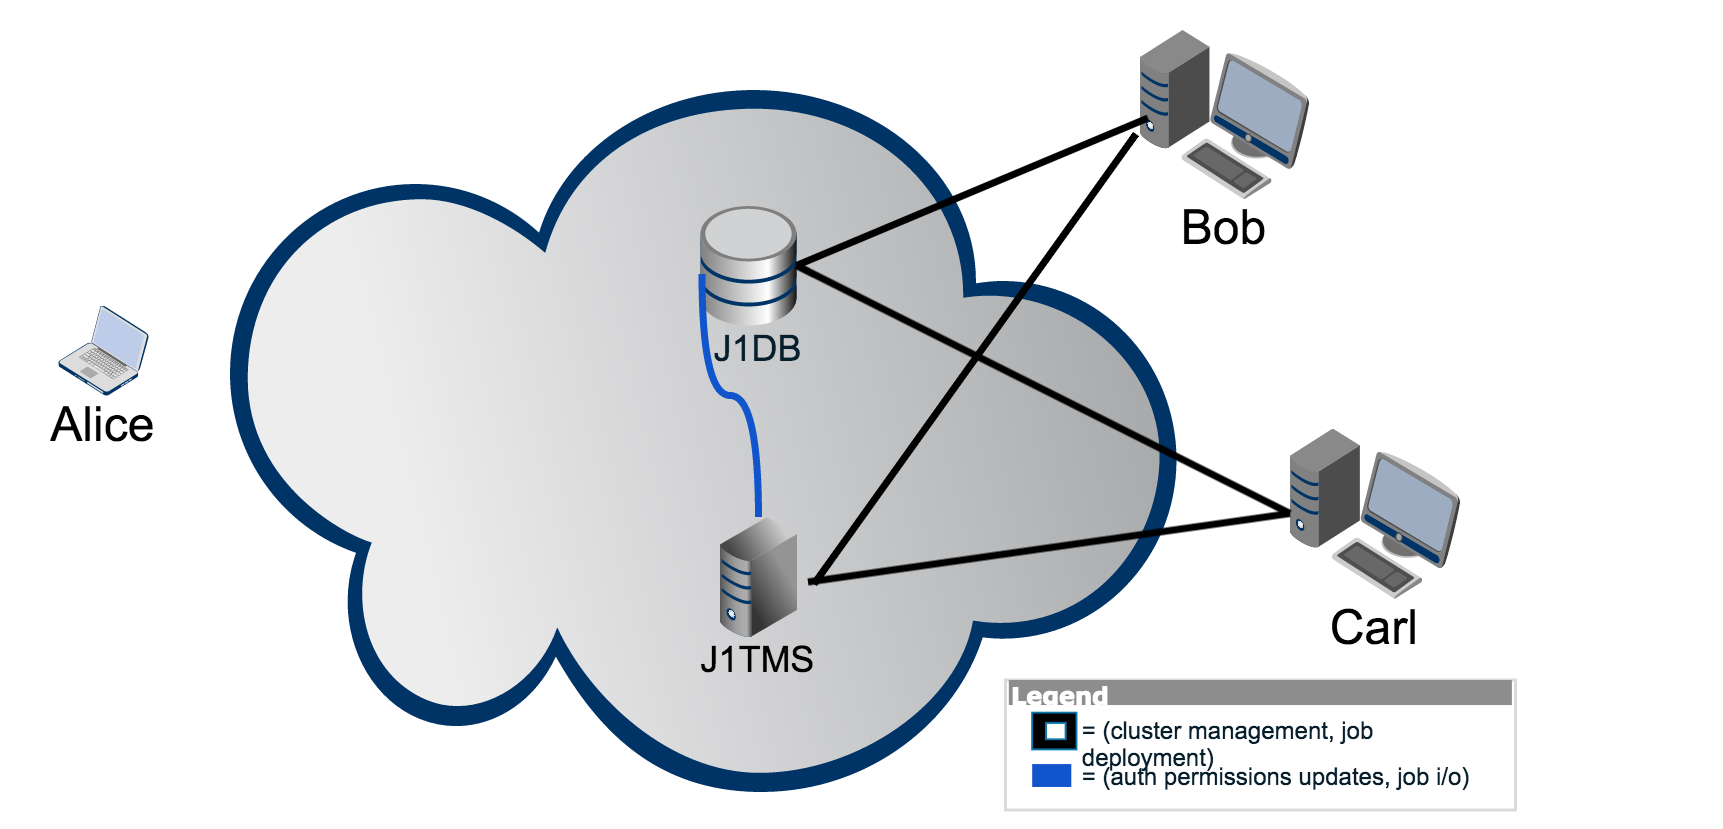 Bob
J1DB
Alice
Carl
J1TMS
Legend
= (cluster management, job
deployment)
= (auth permissions updates, job i/o)